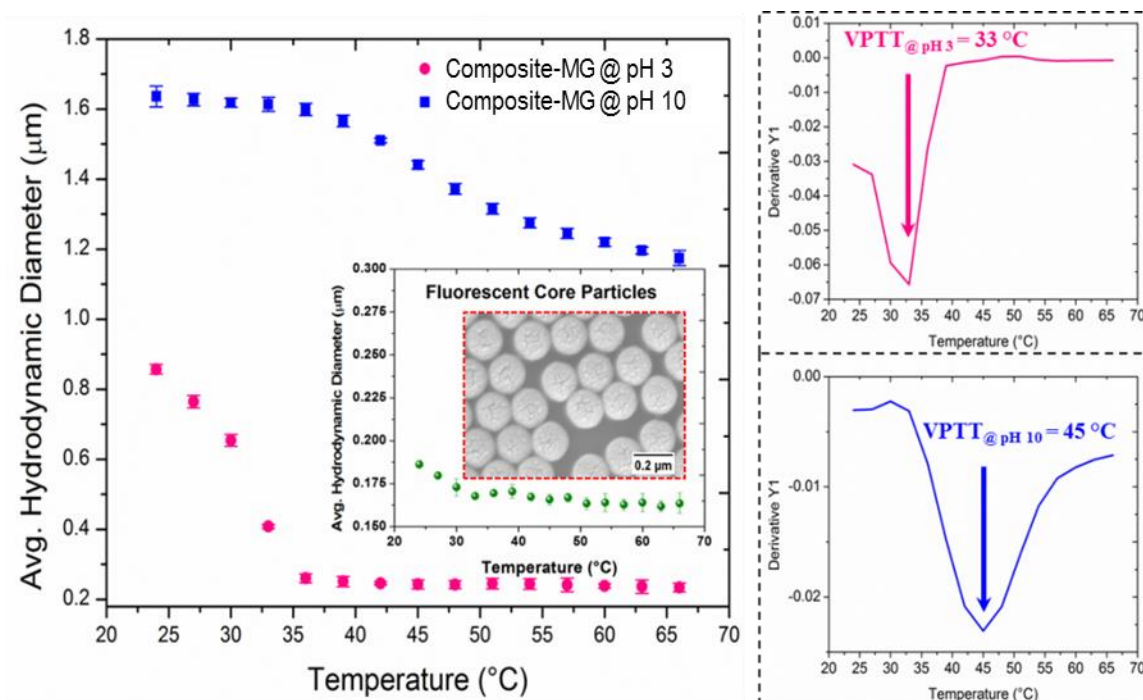 1.8
1.6
1.4
1.2
1
0.8
0.6
0.4
0.2
Avg. Hydrodynamic Diameter (μm)
Composite-MG @ pH 3
Composite-MG @ pH 10
0.300
0.275
0.250
0.225
0.200
0.175
0.150
Avg. Hydrodynamic Diameter (μm)
Fluorescent Core Particles
0.2 μm
20 30 40 50 60 70
Temperature (°C)
20 25 30 35 40 45 50 55 60 65 70
Temperature (°C)
0.01
0.00
-0.01
-0.02
-0.03
-0.04
-0.05
-0.06
-0.07
Derivative Y1
VPTT@ pH 3 = 33 °C
20 25 30 35 40 45 50 55 60 65 70
Temperature (°C)
0.00
-0.01
-0.02
Derivative Y1
VPTT@ pH 10 = 45 °C
20 25 30 35 40 45 50 55 60 65 70
Temperature (°C)